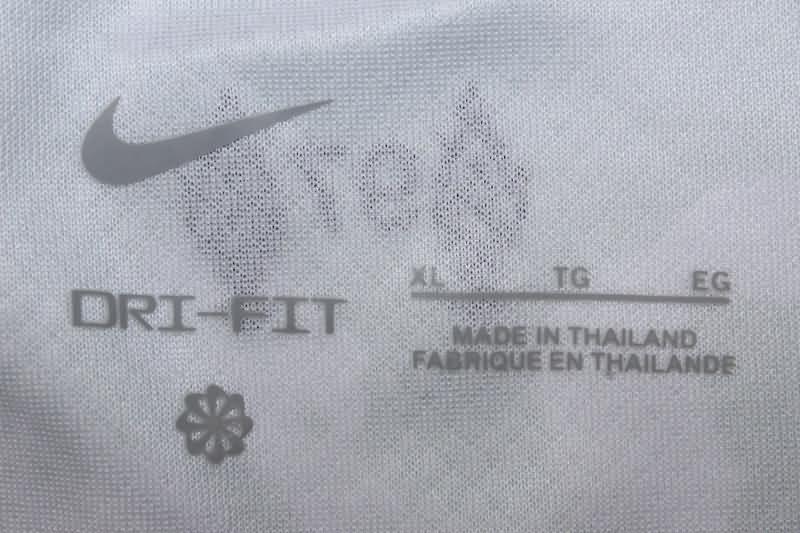 DRI-FIT
XL TG EG
MADE IN THAILAND
FABRIQUE EN THAILANDE